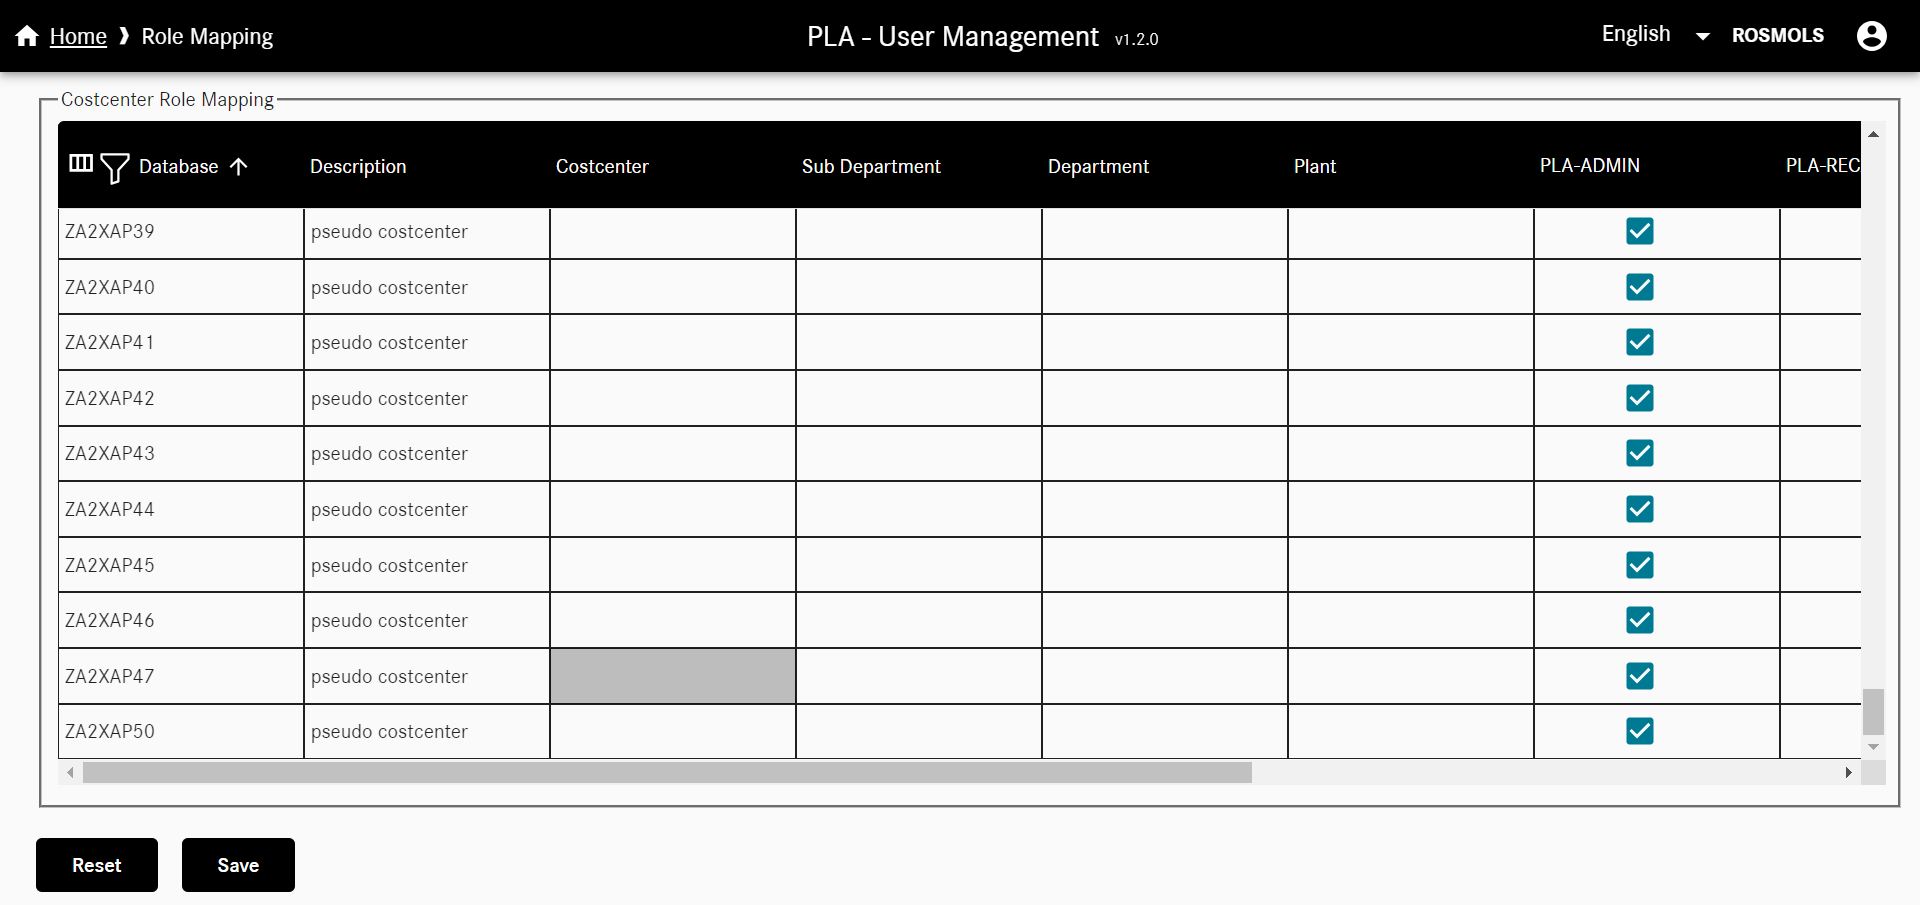 Home ❱ Role Mapping
PLA - User Management v1.2.0
English
ROSMOLS
Costcenter Role Mapping
Database Description Costcenter Sub Department Department Plant PLA-ADMIN PLA-REC
ZA2XAP39 pseudo costcenter
ZA2XAP40 pseudo costcenter
ZA2XAP41 pseudo costcenter
ZA2XAP42 pseudo costcenter
ZA2XAP43 pseudo costcenter
ZA2XAP44 pseudo costcenter
ZA2XAP45 pseudo costcenter
ZA2XAP46 pseudo costcenter
ZA2XAP47 pseudo costcenter
ZA2XAP50 pseudo costcenter
Reset Save